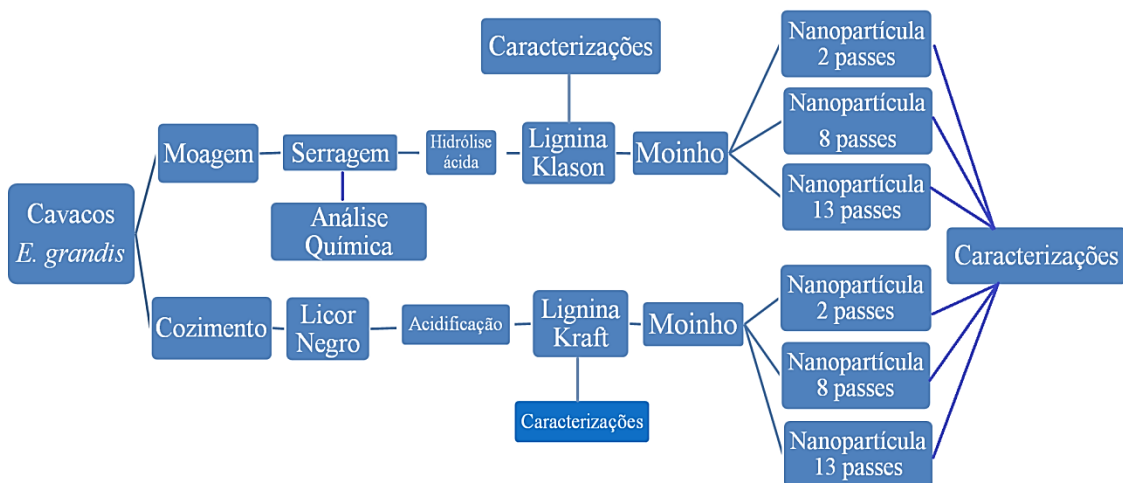 Caracterizações
Nanopartícula
2 passes
Nanopartícula
8 passes
Nanopartícula
13 passes
Moagem
Serragem
Hidrólise
ácida
Lignina
Klason
Moinho
Análise
Química
Cavacos
E. grandis
Caracterizações
Cozimento
Licor
Negro
Acidificação
Lignina
Kraft
Moinho
Nanopartícula
2 passes
Nanopartícula
8 passes
Nanopartícula
13 passes
Caracterizações